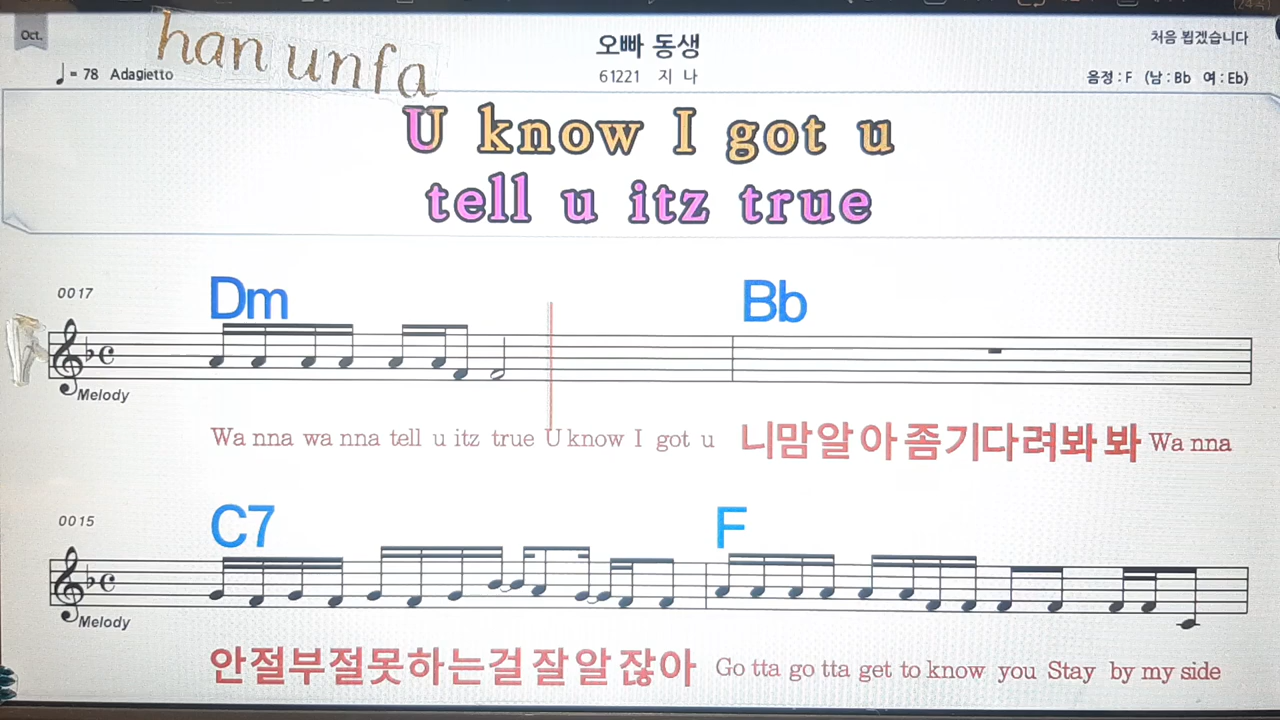 Oct.
han unfa
오빠 동생
처음 뵙겠습니다
♩= 78 Adagietto
61221 지 나
음정 : F (남 : Bb 여 : Eb)
U know I got u
tell u itz true
0017
Dm Bb
Melody
Wa nna wa nna tell u itz true U know I got u 니맘 알 아 좀 기다려봐 봐 Wa nna
0015
C7 F
Melody
안절부절못하는걸 잘 알 잖아 Go tta go tta get to know you Stay by my side